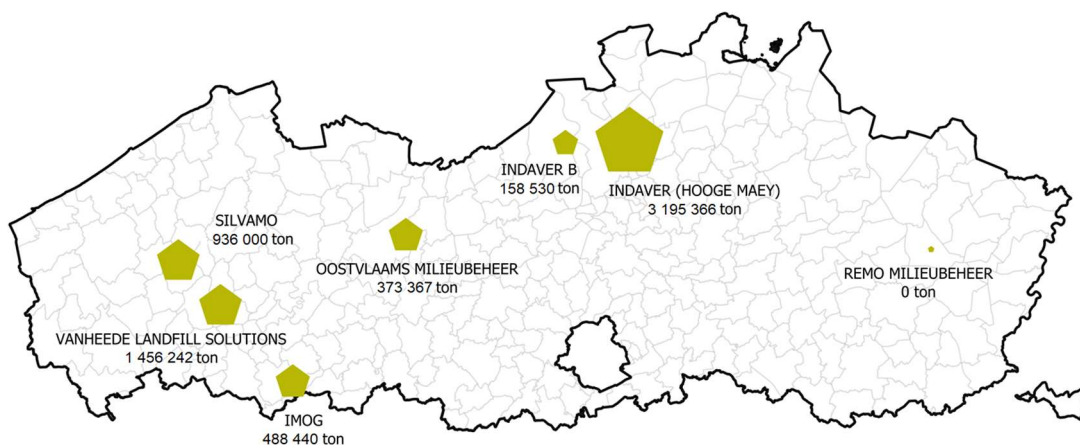 INDAVER B
158 530 ton
INDAVER (HOOGE MAEY)
3 195 366 ton
SILVAMO
936 000 ton
OOSTVLAAMS MILIEUBEHEER
373 367 ton
REMO MILIEUBEHEER
0 ton
VANHEEDE LANDFILL SOLUTIONS
1 456 242 ton
IMOG
488 440 ton